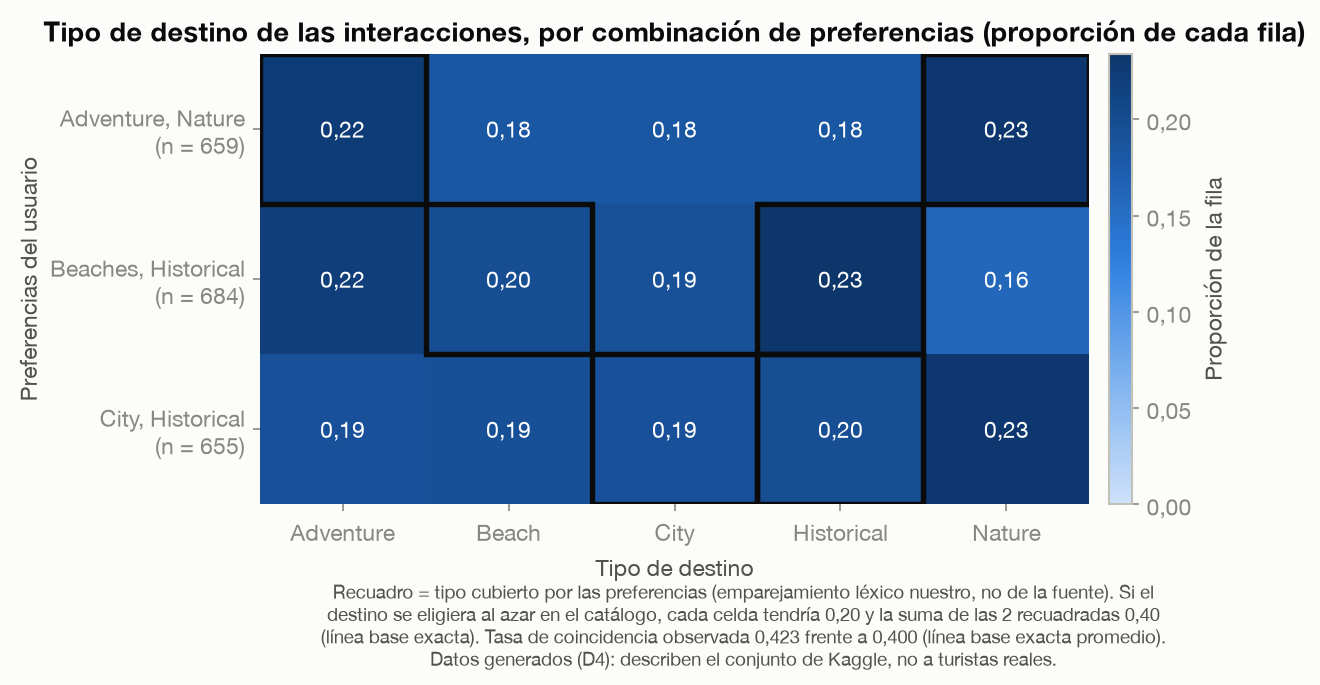 Tipo de destino de las interacciones, por combinación de preferencias (proporción de cada fila)
Preferencias del usuario
Adventure, Nature
(n = 659)
0,22
0,18
0,18
0,18
0,23
Beaches, Historical
(n = 684)
0,22
0,20
0,19
0,23
0,16
City, Historical
(n = 655)
0,19
0,19
0,19
0,20
0,23
Adventure
Beach
City
Historical
Nature
Tipo de destino
0,20
0,15
0,10
0,05
0,00
Proporción de la fila
Recuadro = tipo cubierto por las preferencias (emparejamiento léxico nuestro, no de la fuente). Si el
destino se eligiera al azar en el catálogo, cada celda tendría 0,20 y la suma de las 2 recuadradas 0,40
(línea base exacta). Tasa de coincidencia observada 0,423 frente a 0,400 (línea base exacta promedio).
Datos generados (D4): describen el conjunto de Kaggle, no a turistas reales.